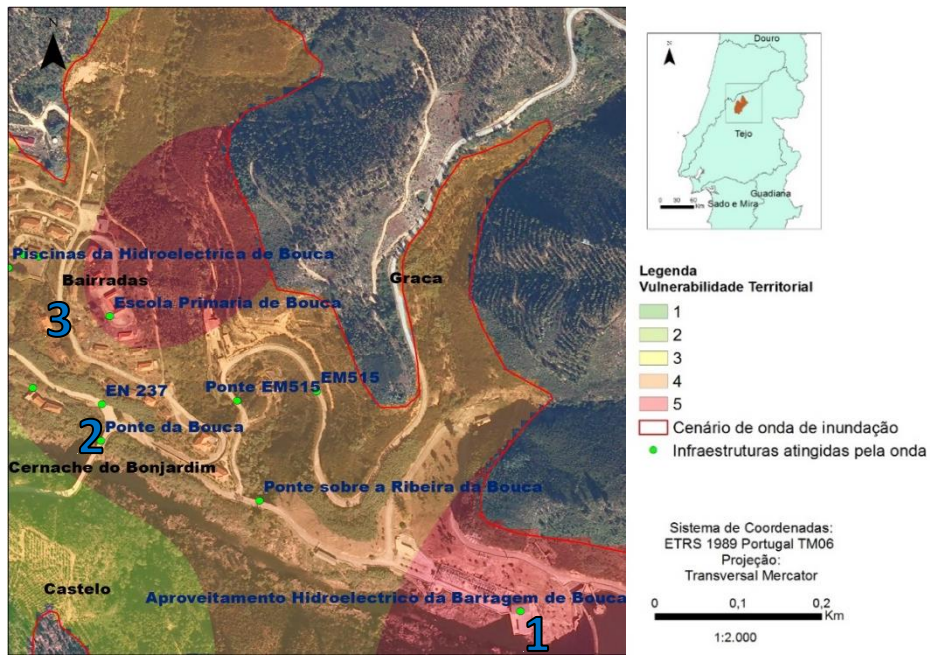 N
Piscinas da Hidroelectrica de Bouca
Bairradas
Escola Primaria de Bouca
3
Graca
EN 237
Ponte EM515
EM515
2
Ponte da Bouca
Cernache do Bonjardim
Ponte sobre a Ribeira da Bouca
Castelo
Aproveitamento Hidroelectrico da Barragem de Bouca
1
Douro
Tejo
Guadiana
Sado e Mira
0 30 60
km
Legenda
Vulnerabilidade Territorial
1
2
3
4
5
Cenário de onda de inundação
Infraestruturas atingidas pela onda
Sistema de Coordenadas:
ETRS 1989 Portugal TM06
Projeção:
Transversal Mercator
0 0,1 0,2
Km
1:2.000